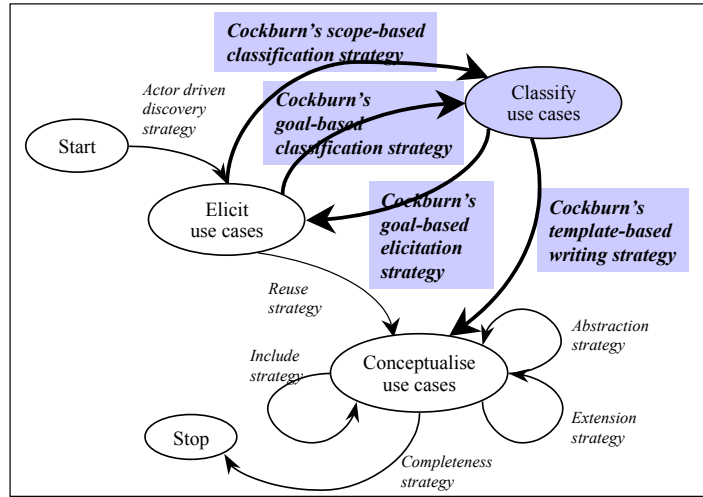 Cockburn's scope-based
classification strategy
Actor driven
discovery
strategy
Cockburn's
goal-based
classification strategy
Classify
use cases
Start
Elicit
use cases
Cockburn's
goal-based
elicitation
strategy
Cockburn's
template-based
writing strategy
Reuse
strategy
Abstraction
strategy
Include
strategy
Conceptualise
use cases
Extension
strategy
Stop
Completeness
strategy